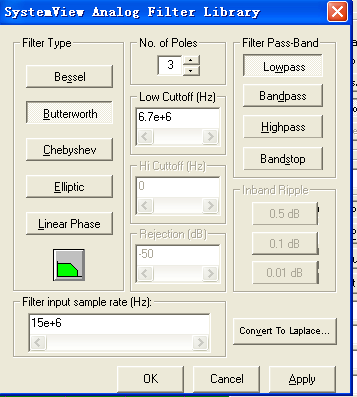 SystemView Analog Filter Library
Filter Type
Bessel
Butterworth
Chebyshev
Elliptic
Linear Phase
No. of Poles
3
Low Cuttoff (Hz)
6.7e+6
Hi Cuttoff (Hz)
0
Rejection (dB)
-50
Filter Pass-Band
Lowpass
Bandpass
Highpass
Bandstop
Inband Ripple
0.5 dB
0.1 dB
0.01 dB
Filter input sample rate (Hz):
15e+6
Convert To Laplace...
OK
Cancel
Apply